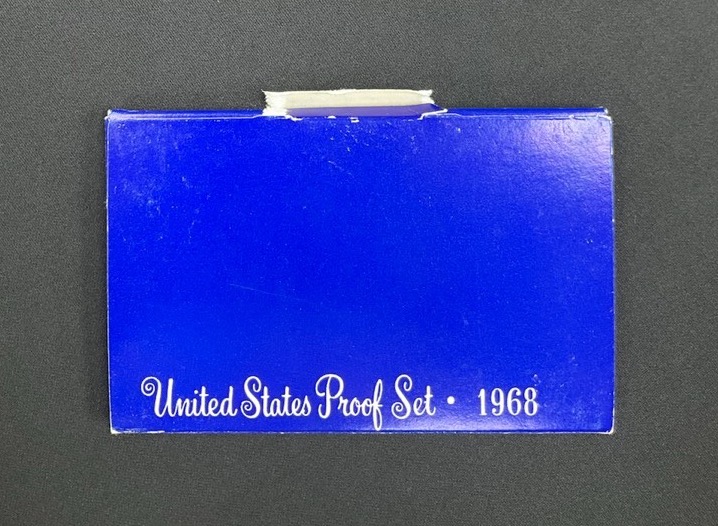 United States Proof Set • 1968